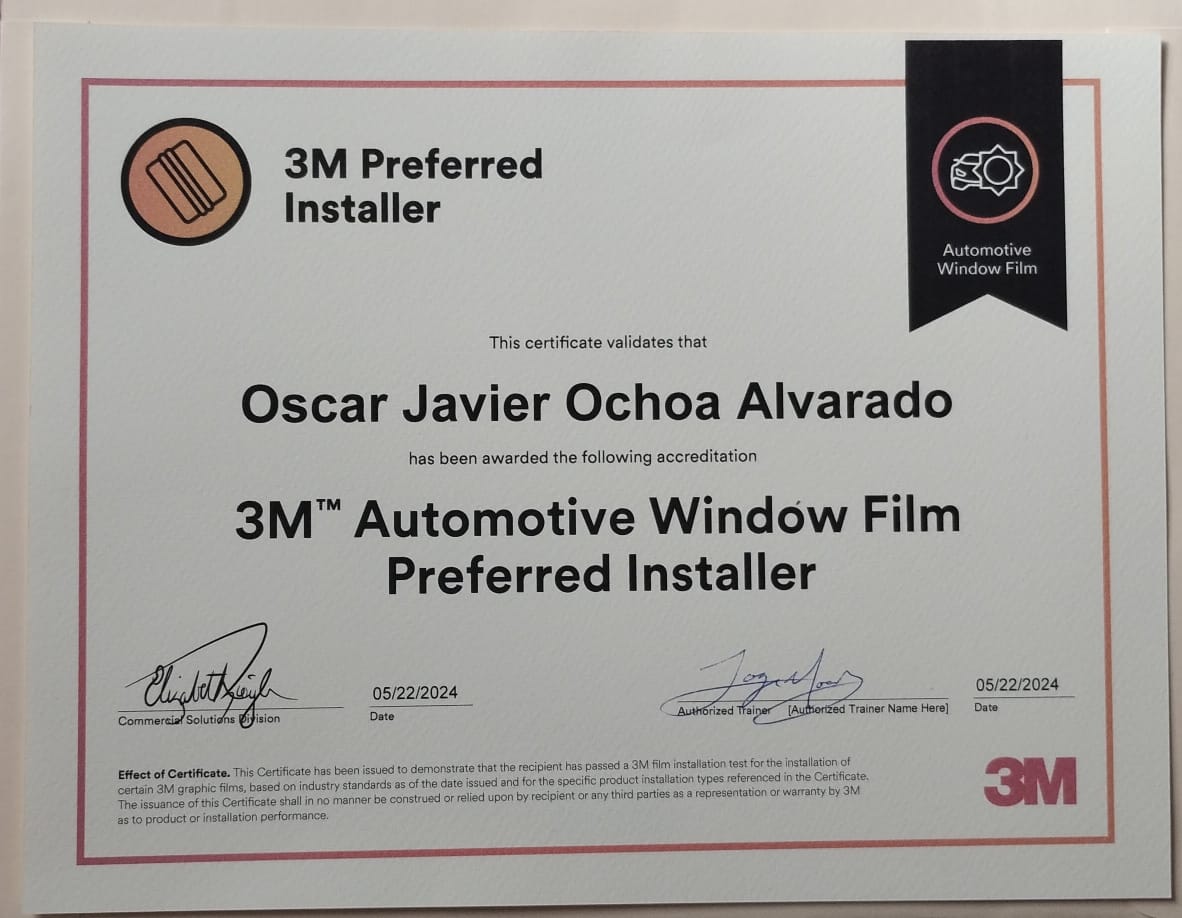 3M Preferred
Installer
Automotive
Window Film
This certificate validates that
Oscar Javier Ochoa Alvarado
has been awarded the following accreditation
3M™ Automotive Window Film
Preferred Installer
05/22/2024
Commercial Solutions Division
Date
05/22/2024
Authorized Trainer [Authorized Trainer Name Here]
Date
Effect of Certificate. This Certificate has been issued to demonstrate that the recipient has passed a 3M film installation test for the installation of
certain 3M graphic films, based on industry standards as of the date issued and for the specific product installation types referenced in the Certificate.
The issuance of this Certificate shall in no manner be construed or relied upon by recipient or any third parties as a representation or warranty by 3M
as to product or installation performance.
3M